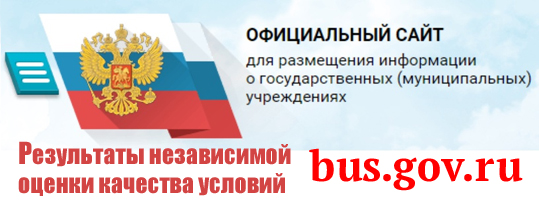 ОФИЦИАЛЬНЫЙ САЙТ
для размещения информации
о государственных (муниципальных)
учреждениях
Результаты независимой
оценки качества условий
bus.gov.ru